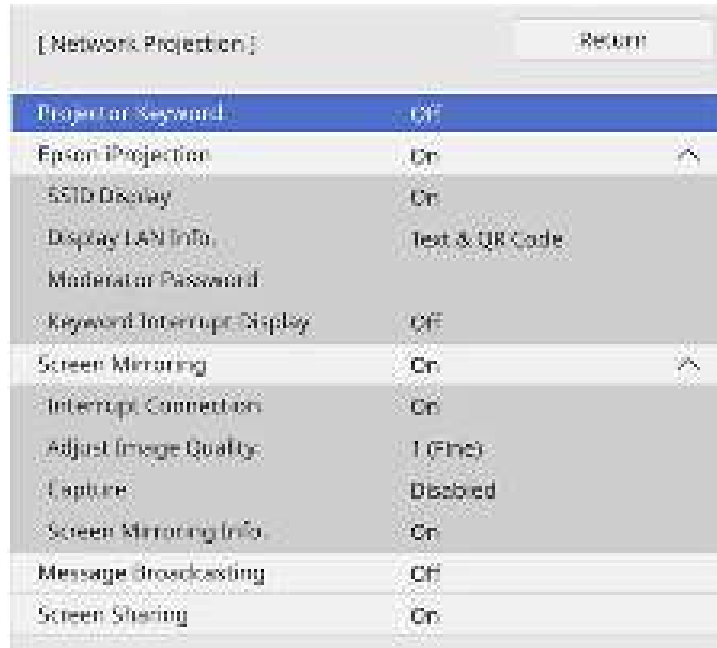 [ Network Projection ] Return
Projector Keyword Off
Epson iProjection On
SSID Display On
Display LAN Info. Text & QR Code
Moderator Password
Keyword Interrupt Display Off
Screen Mirroring On
Interrupt Connection On
Adjust Image Quality 1 (Fine)
Capture Disabled
Screen Mirroring Info. On
Message Broadcasting Off
Screen Sharing On